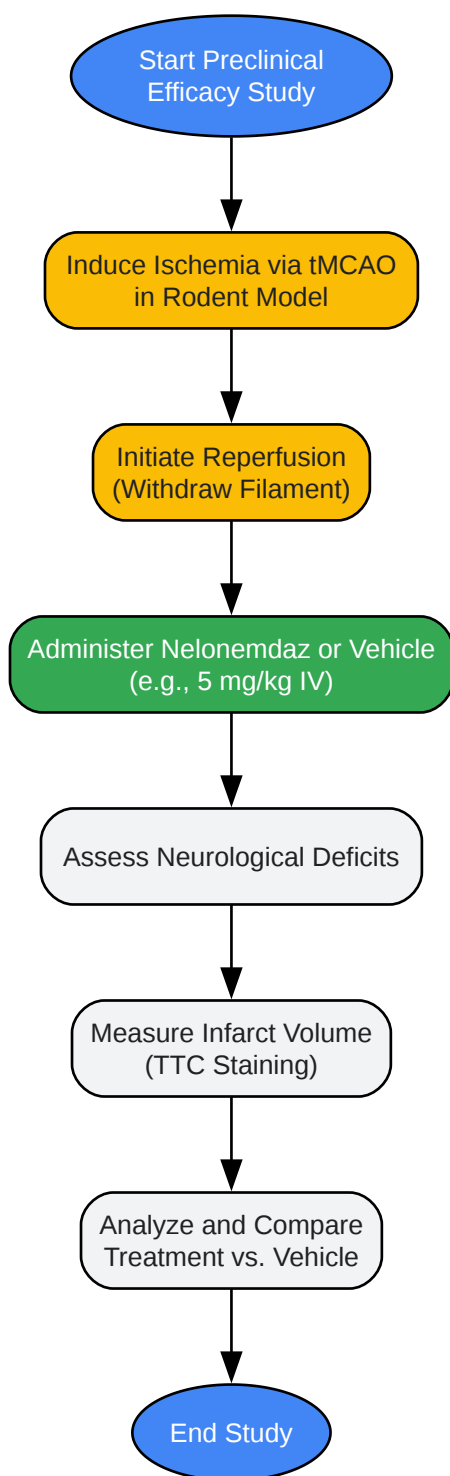 Start Preclinical
Efficacy Study
Induce Ischemia via tMCAO
in Rodent Model
Initiate Reperfusion
(Withdraw Filament)
Administer Nelonemdaz or Vehicle
(e.g., 5 mg/kg IV)
Assess Neurological Deficits
Measure Infarct Volume
(TTC Staining)
Analyze and Compare
Treatment vs. Vehicle
End Study